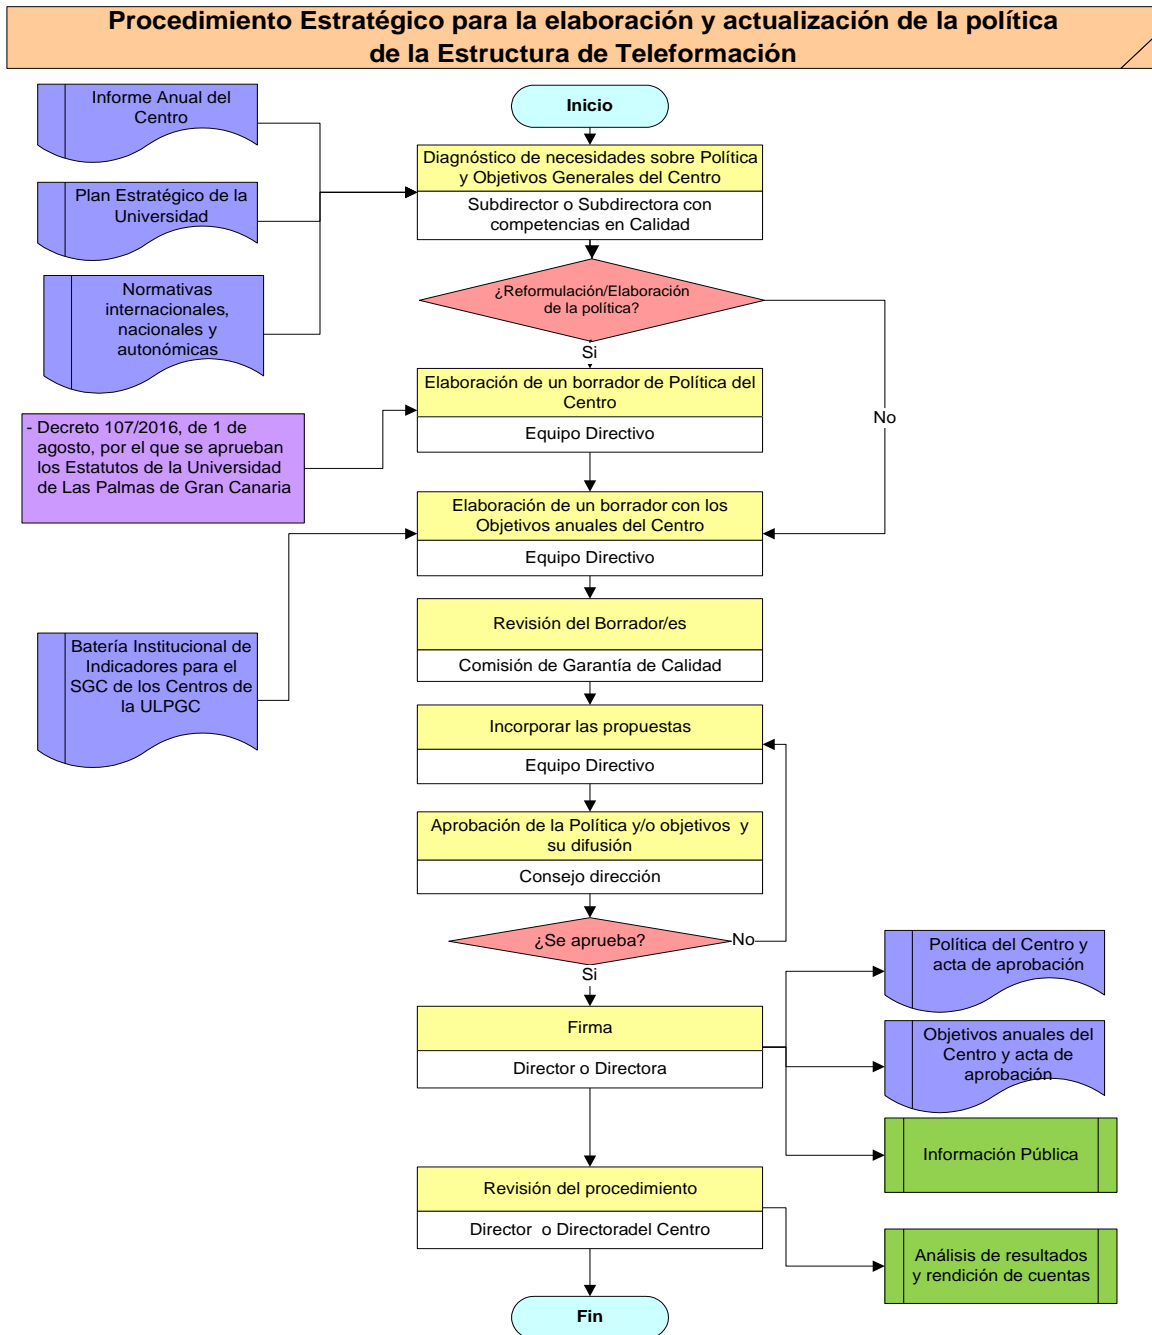 Procedimiento Estratégico para la elaboración y actualización de la política
de la Estructura de Teleformación
Informe Anual del
Centro
Plan Estratégico de la
Universidad
Normativas
internacionales,
nacionales y
autonómicas
- Decreto 107/2016, de 1 de
agosto, por el que se aprueban
los Estatutos de la Universidad
de Las Palmas de Gran Canaria
Batería Institucional de
Indicadores para el
SGC de los Centros de
la ULPGC
Inicio
Diagnóstico de necesidades sobre Política
y Objetivos Generales del Centro
Subdirector o Subdirectora con
competencias en Calidad
¿Reformulación/Elaboración
de la política?
Si
No
Elaboración de un borrador de Política del
Centro
Equipo Directivo
Elaboración de un borrador con los
Objetivos anuales del Centro
Equipo Directivo
Revisión del Borrador/es
Comisión de Garantía de Calidad
Incorporar las propuestas
Equipo Directivo
Aprobación de la Política y/o objetivos y
su difusión
Consejo dirección
¿Se aprueba?
No
Si
Firma
Director o Directora
Política del Centro y
acta de aprobación
Objetivos anuales del
Centro y acta de
aprobación
Información Pública
Revisión del procedimiento
Director o Directoradel Centro
Análisis de resultados
y rendición de cuentas
Fin